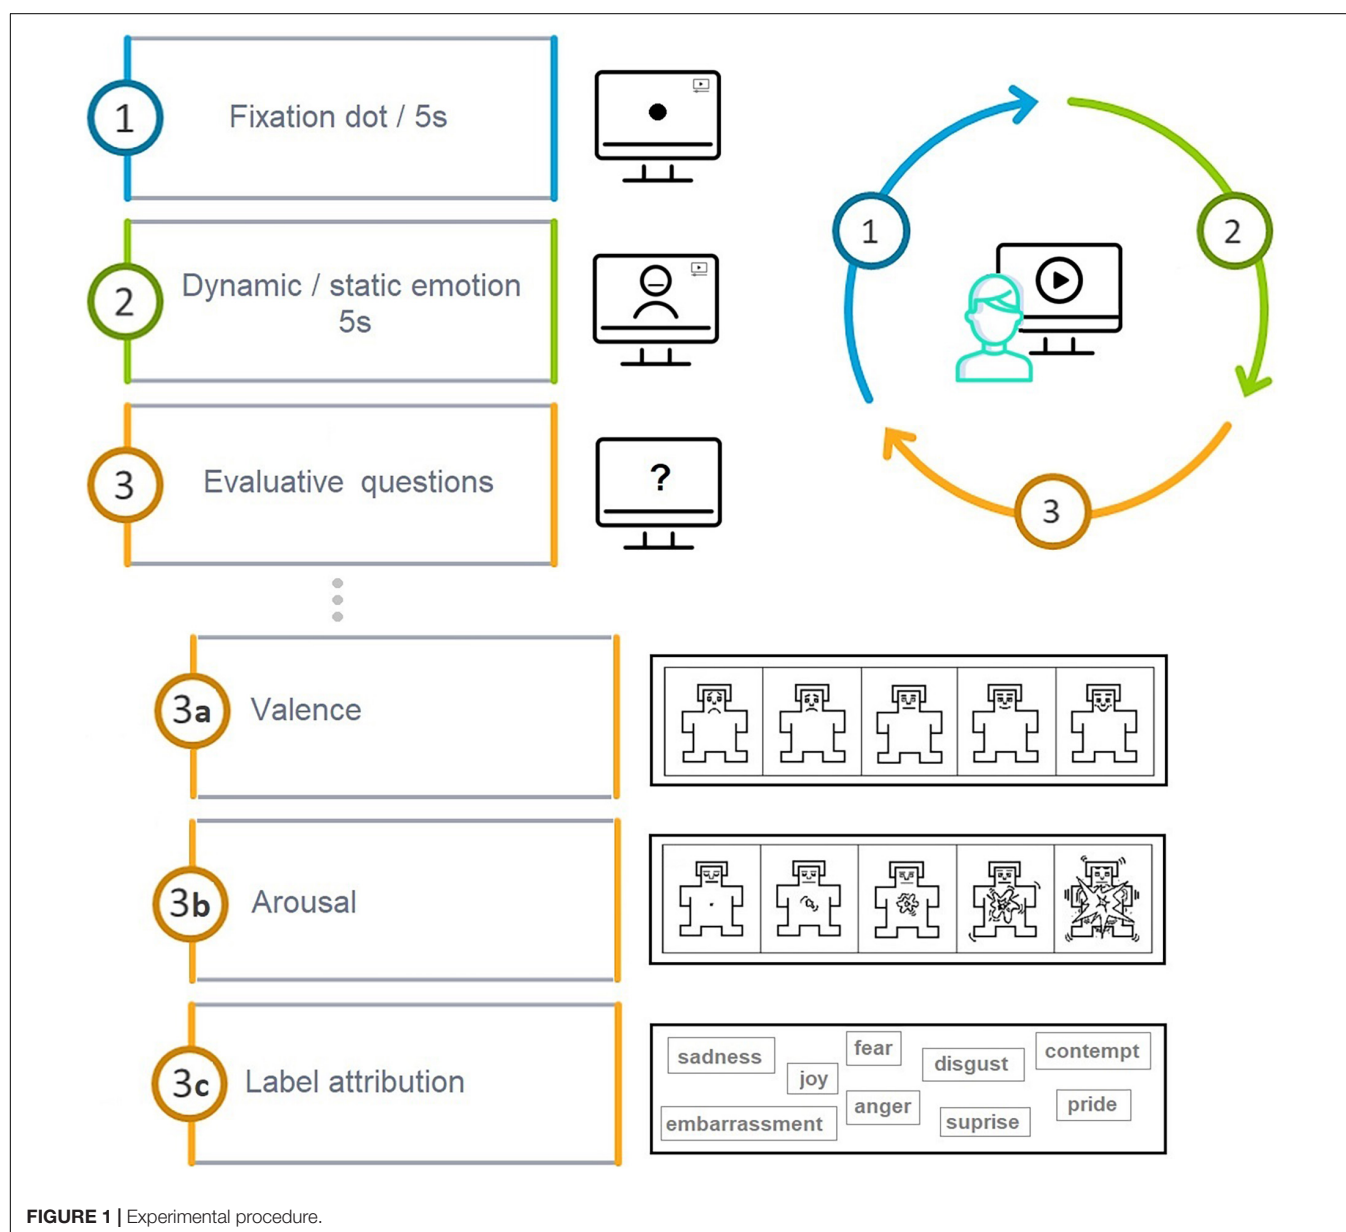 1
Fixation dot / 5s
2
Dynamic / static emotion
5s
3
Evaluative questions
?
1
2
3
3a
Valence
3b
Arousal
3c
Label attribution
sadness
fear
disgust
contempt
joy
embarrassment
anger
suprise
pride
FIGURE 1 | Experimental procedure.